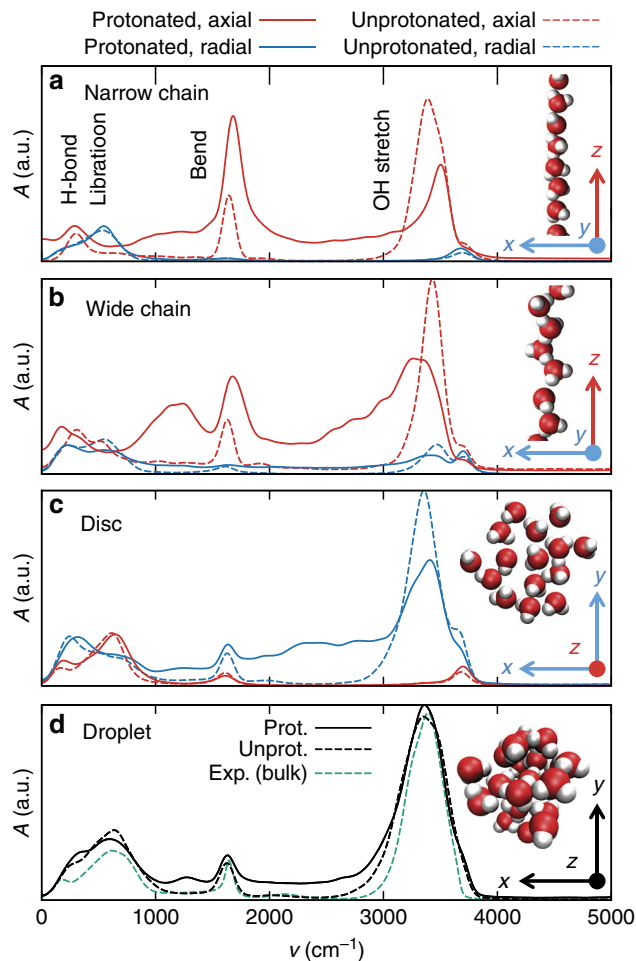 Protonated, axial
Unprotonated, axial
Protonated, radial
Unprotonated, radial
a
Narrow chain
A (a.u.)
H-bond
Libratioon
Bend
OH stretch
z
y
x
b
Wide chain
A (a.u.)
z
y
x
c
Disc
A (a.u.)
y
z
x
d
Droplet
Prot.
Unprot.
Exp. (bulk)
A (a.u.)
y
z
x
0 1000 2000 3000 4000 5000
v (cm⁻¹)